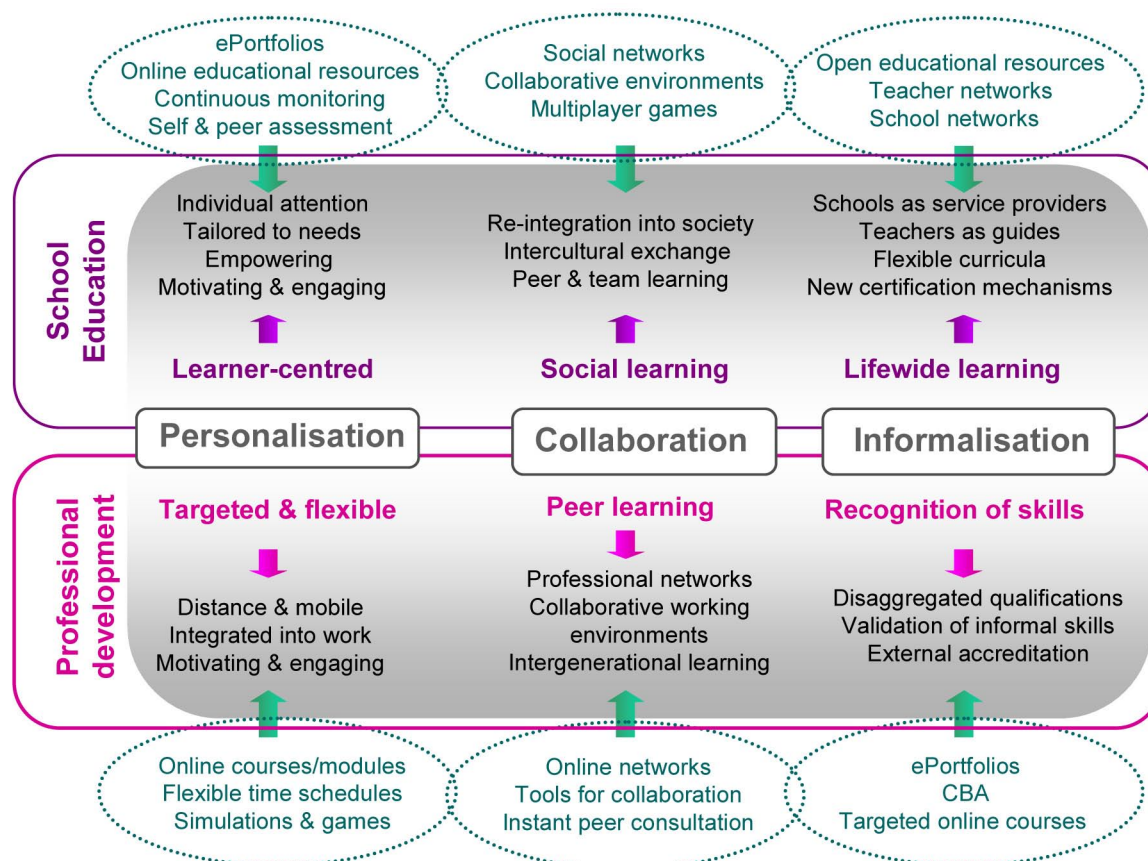 ePortfolios
Online educational resources
Continuous monitoring
Self & peer assessment
Social networks
Collaborative environments
Multiplayer games
Open educational resources
Teacher networks
School networks
School
Education
Individual attention
Tailored to needs
Empowering
Motivating & engaging
Learner-centred
Re-integration into society
Intercultural exchange
Peer & team learning
Social learning
Schools as service providers
Teachers as guides
Flexible curricula
New certification mechanisms
Lifewide learning
Personalisation
Collaboration
Informalisation
Professional
development
Targeted & flexible
Distance & mobile
Integrated into work
Motivating & engaging
Peer learning
Professional networks
Collaborative working
environments
Intergenerational learning
Recognition of skills
Disaggregated qualifications
Validation of informal skills
External accreditation
Online courses/modules
Flexible time schedules
Simulations & games
Online networks
Tools for collaboration
Instant peer consultation
ePortfolios
CBA
Targeted online courses